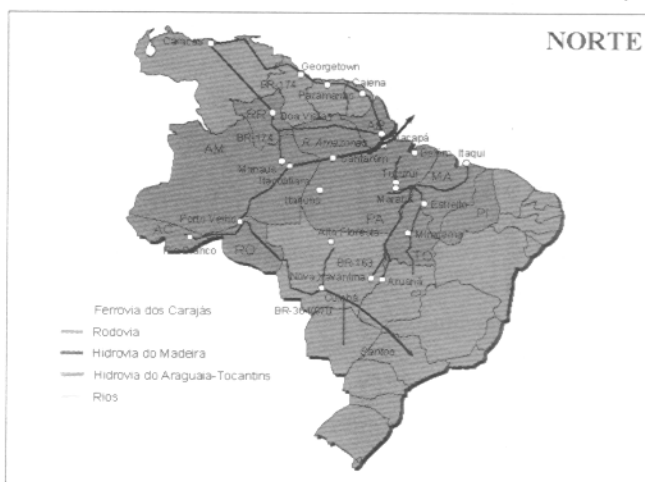 NORTE
Caracas
Georgetown
BR-174
Paramaribo
Caiena
RR
Boa Vista
AP
Macapá
BR-174
R. Amazonas
AM
Belém
Itaqui
Manaus
Santarém
Itacoatiara
Tucuruí
MA
Marabá
Itaituba
Estreito
PI
Porto Velho
PA
AC
Alta Floresta
Miracema
Rio Branco
RO
TO
BR-163
Nova Xavantina
Aruanã
Cuiabá
Santos
Ferrovia dos Carajás
Rodovia
Hidrovia do Madeira
Hidrovia do Araguaia-Tocantins
Rios